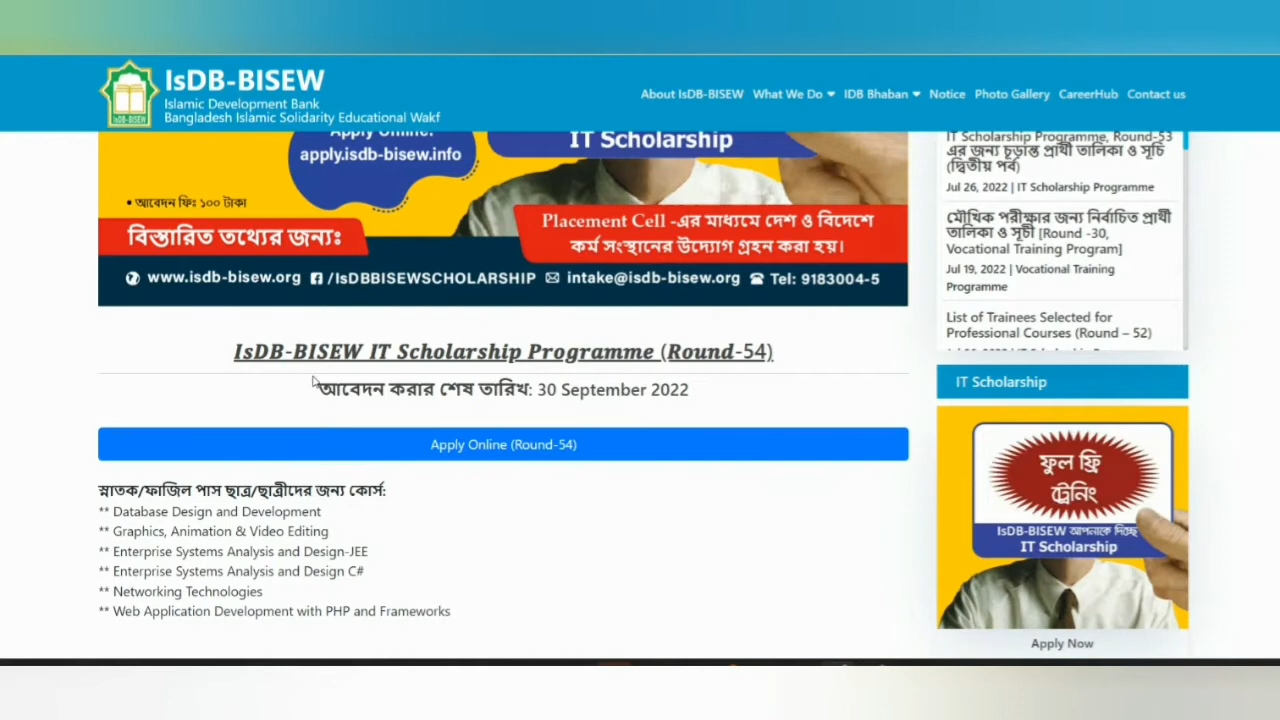 IsDB-BISEW
Islamic Development Bank
Bangladesh Islamic Solidarity Educational Wakf
About IsDB-BISEW What We Do IDB Bhaban Notice Photo Gallery CareerHub Contact us
Apply Online:
apply.isdb-bisew.info
IT Scholarship
• আবেদন ফিঃ ১০০ টাকা
বিস্তারিত তথ্যের জন্যঃ
Placement Cell -এর মাধ্যমে দেশ ও বিদেশে
কর্ম সংস্থানের উদ্যোগ গ্রহন করা হয়।
www.isdb-bisew.org /IsDBBISEWSCHOLARSHIP intake@isdb-bisew.org Tel: 9183004-5
IsDB-BISEW IT Scholarship Programme (Round-54)
আবেদন করার শেষ তারিখ: 30 September 2022
Apply Online (Round-54)
স্নাতক/ফাজিল পাস ছাত্র/ছাত্রীদের জন্য কোর্স:
** Database Design and Development
** Graphics, Animation & Video Editing
** Enterprise Systems Analysis and Design-JEE
** Enterprise Systems Analysis and Design C#
** Networking Technologies
** Web Application Development with PHP and Frameworks
IT Scholarship Programme, Round-53
এর জন্য চূড়ান্ত প্রার্থী তালিকা ও সূচি
(দ্বিতীয় পর্ব)
Jul 26, 2022 | IT Scholarship Programme
মৌখিক পরীক্ষার জন্য নির্বাচিত প্রার্থী
তালিকা ও সূচী [Round -30,
Vocational Training Program]
Jul 19, 2022 | Vocational Training
Programme
List of Trainees Selected for
Professional Courses (Round – 52)
IT Scholarship
ফুল ফ্রি
ট্রেনিং
IsDB-BISEW আপনাকে দিচ্ছে
IT Scholarship
Apply Now